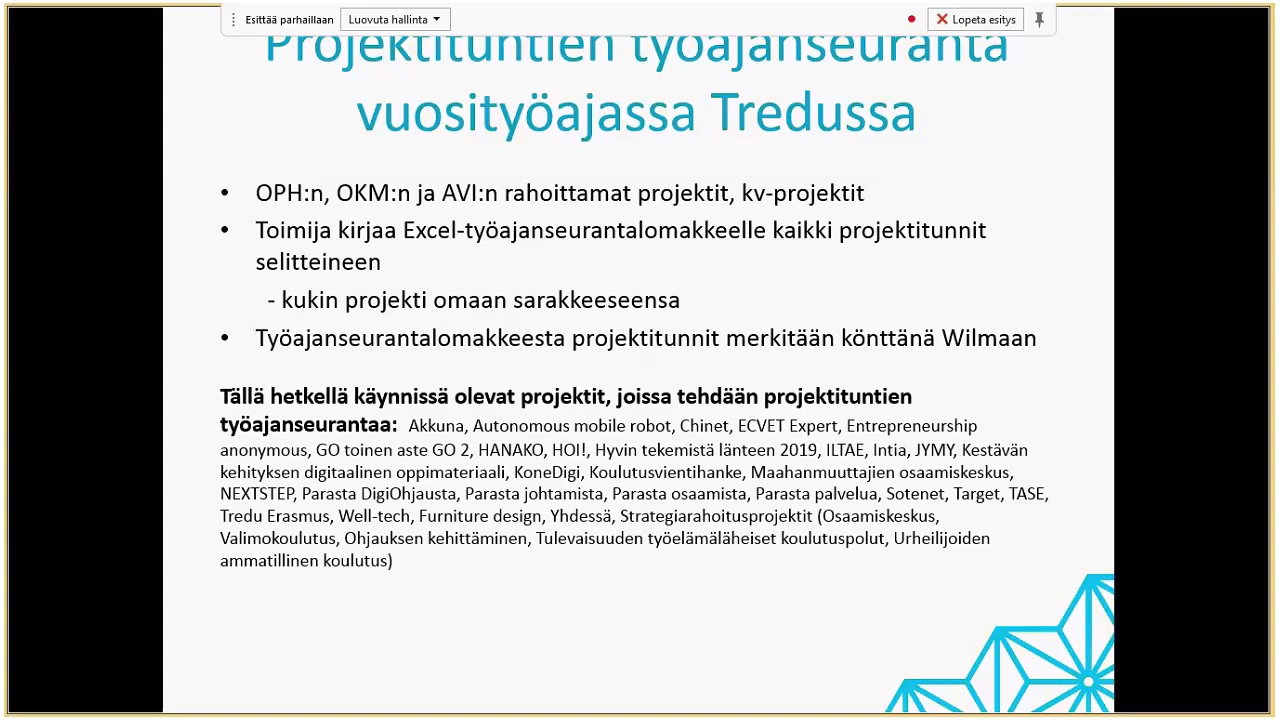 Esittää parhaillaan
Luovuta hallinta
Lopeta esitys
Projektituntien työajanseuranta
vuosityöajassa Tredussa
• OPH:n, OKM:n ja AVI:n rahoittamat projektit, kv-projektit
• Toimija kirjaa Excel-työajanseurantalomakkeelle kaikki projektitunnit
selitteineen
- kukin projekti omaan sarakkeeseensa
• Työajanseurantalomakkeesta projektitunnit merkitään könttänä Wilmaan
Tällä hetkellä käynnissä olevat projektit, joissa tehdään projektituntien
työajanseurantaa: Akkuna, Autonomous mobile robot, Chinet, ECVET Expert, Entrepreneurship
anonymous, GO toinen aste GO 2, HANAKO, HOI!, Hyvin tekemistä länteen 2019, ILTAE, Intia, JYMY, Kestävän
kehityksen digitaalinen oppimateriaali, KoneDigi, Koulutusvientihanke, Maahanmuuttajien osaamiskeskus,
NEXTSTEP, Parasta DigiOhjausta, Parasta johtamista, Parasta osaamista, Parasta palvelua, Sotenet, Target, TASE,
Tredu Erasmus, Well-tech, Furniture design, Yhdessä, Strategiarahoitusprojektit (Osaamiskeskus,
Valimokoulutus, Ohjauksen kehittäminen, Tulevaisuuden työelämäläheiset koulutuspolut, Urheilijoiden
ammatillinen koulutus)